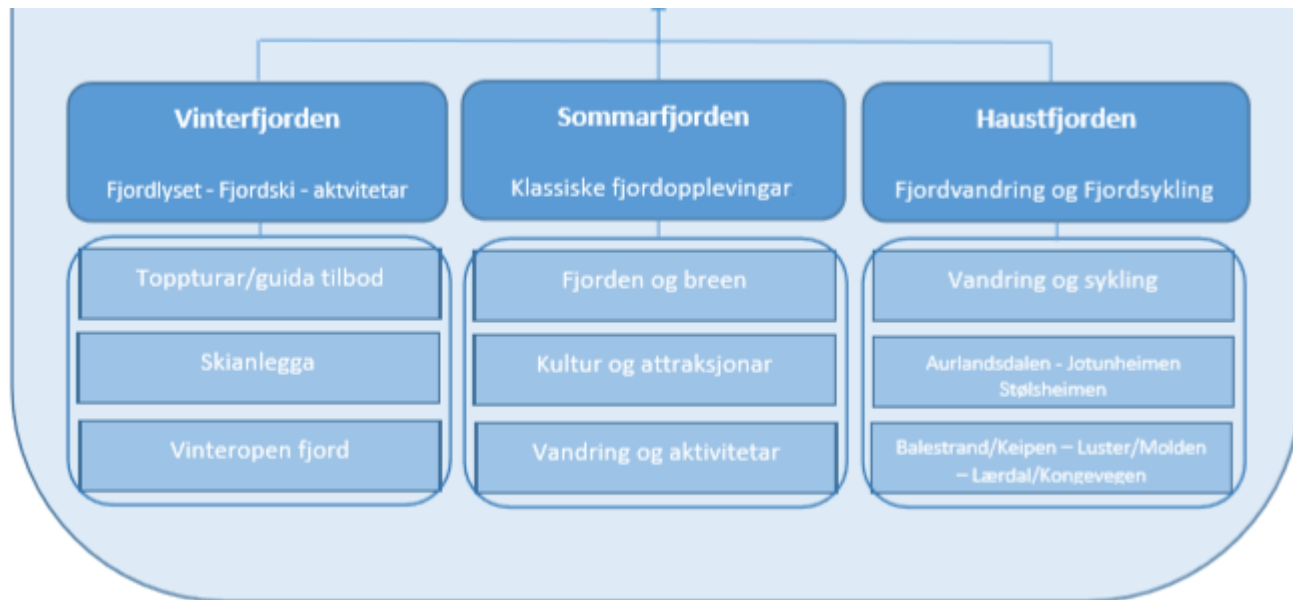 Vinterfjorden
Fjordlyset - Fjordski - aktvitetar
Toppturar/guida tilbod
Skianlegga
Vinteropen fjord
Sommarfjorden
Klassiske fjordopplevingar
Fjorden og breen
Kultur og attraksjonar
Vandring og aktivitetar
Haustfjorden
Fjordvandring og Fjordsykling
Vandring og sykling
Aurlandsdalen - Jotunheimen
Stølsheimen
Balestrand/Keipen – Luster/Molden
– Lærdal/Kongevegen